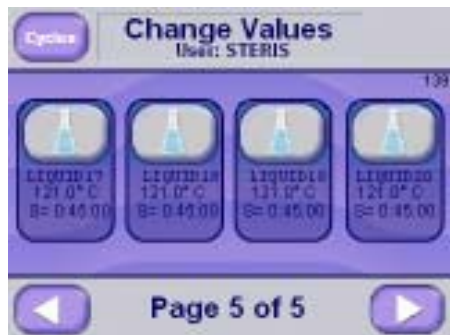 Cycles
Change Values
User: STERIS
139
LIQUID17
121.0° C
S= 0:45:00
LIQUID18
121.0° C
S= 0:45:00
LIQUID19
121.0° C
S= 0:45:00
LIQUID20
121.0° C
S= 0:45:00
Page 5 of 5